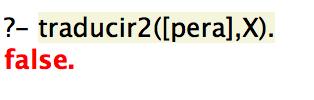 ?- traducir2([pera],X).
false.